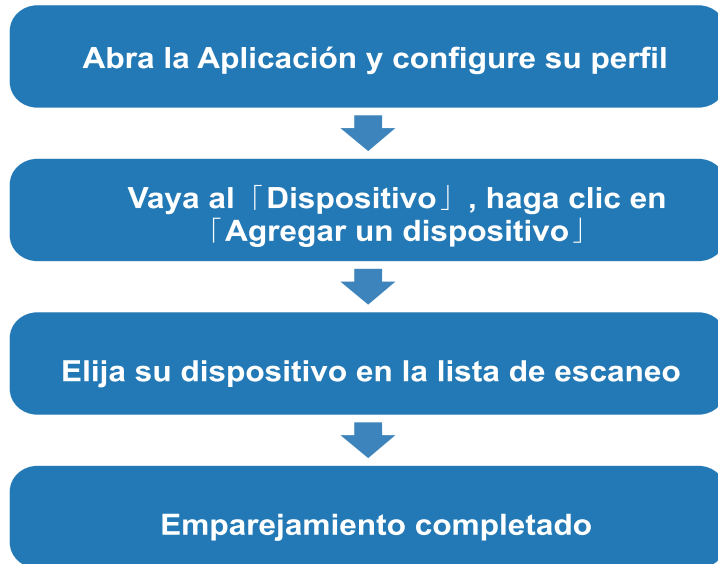 Abra la Aplicación y configure su perfil
Vaya al「Dispositivo」, haga clic en
「Agregar un dispositivo」
Elija su dispositivo en la lista de escaneo
Emparejamiento completado